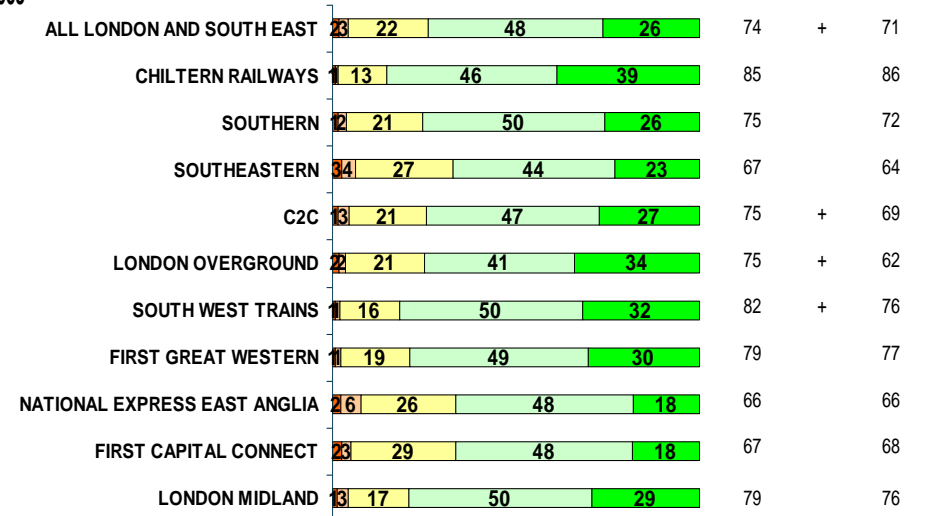 ALL LONDON AND SOUTH EAST 2 3 22 48 26 74 + 71
CHILTERN RAILWAYS 1 13 46 39 85 86
SOUTHERN 1 2 21 50 26 75 72
SOUTHEASTERN 3 4 27 44 23 67 64
C2C 1 3 21 47 27 75 + 69
LONDON OVERGROUND 2 2 21 41 34 75 + 62
SOUTH WEST TRAINS 1 1 16 50 32 82 + 76
FIRST GREAT WESTERN 1 1 19 49 30 79 77
NATIONAL EXPRESS EAST ANGLIA 2 6 26 48 18 66 66
FIRST CAPITAL CONNECT 2 3 29 48 18 67 68
LONDON MIDLAND 1 3 17 50 29 79 76